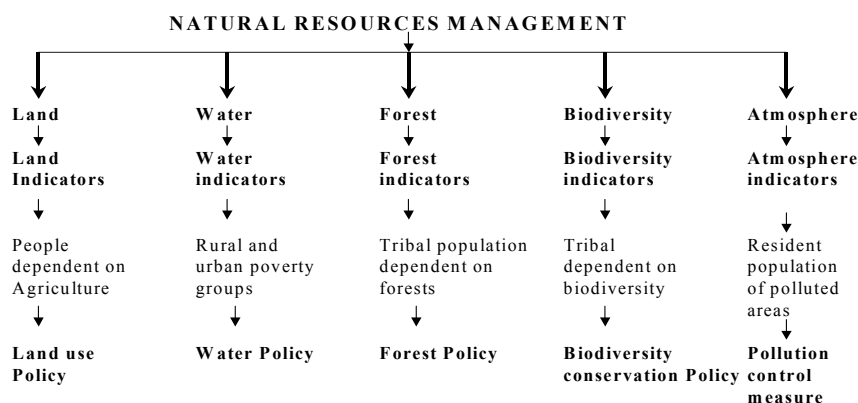 NATURAL RESOURCES MANAGEMENT
Land
Water
Forest
Biodiversity
Atmosphere
Land
Indicators
Water
indicators
Forest
indicators
Biodiversity
indicators
Atmosphere
indicators
People
dependent on
Agriculture
Rural and
urban poverty
groups
Tribal population
dependent on
forests
Tribal
dependent on
biodiversity
Resident
population
of polluted
areas
Land use
Policy
Water Policy
Forest Policy
Biodiversity
conservation Policy
Pollution
control
measure